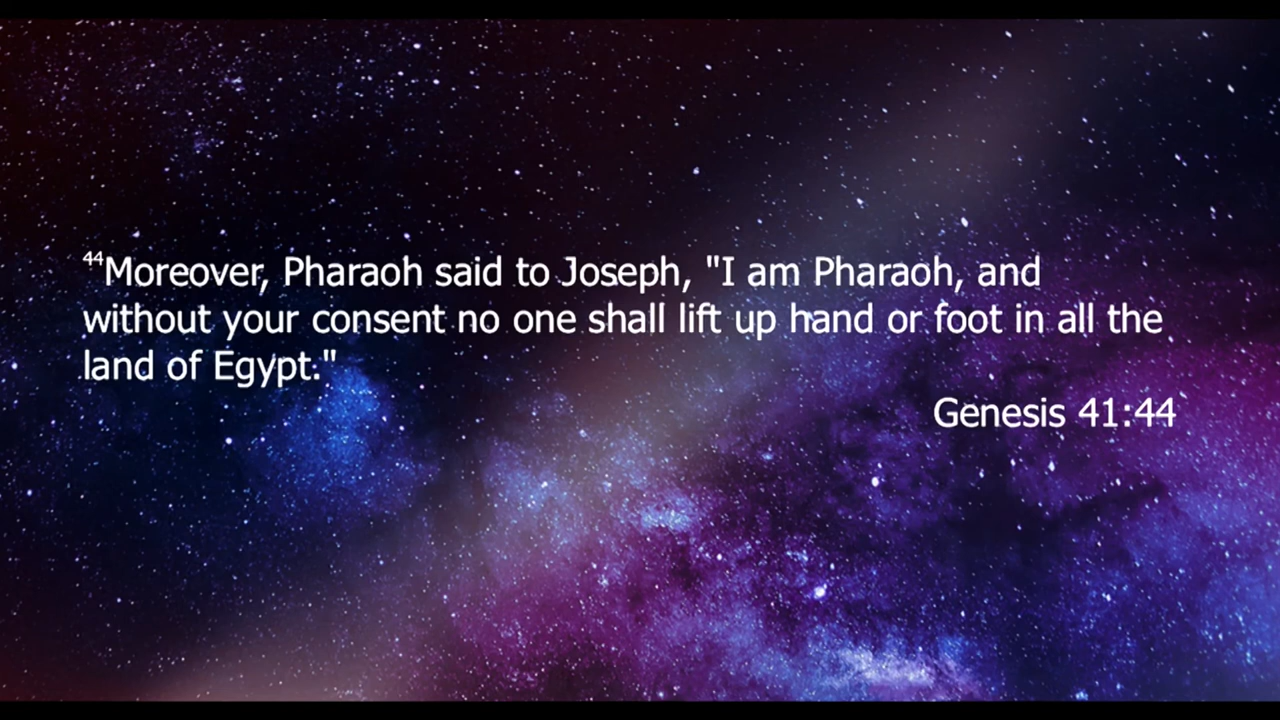 44Moreover, Pharaoh said to Joseph, "I am Pharaoh, and
without your consent no one shall lift up hand or foot in all the
land of Egypt."
Genesis 41:44